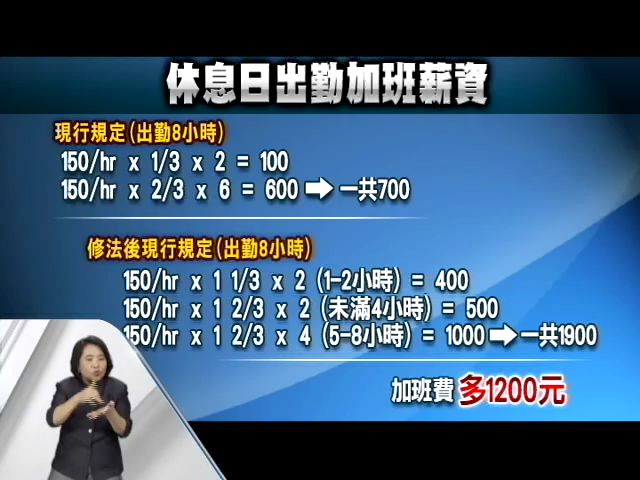 休息日出勤加班薪資
現行規定(出勤8小時)
150/hr x 1/3 x 2 = 100
150/hr x 2/3 x 6 = 600 ➡ 一共700
修法後現行規定(出勤8小時)
150/hr x 1 1/3 x 2 (1-2小時) = 400
150/hr x 1 2/3 x 2 (未滿4小時) = 500
150/hr x 1 2/3 x 4 (5-8小時) = 1000 ➡ 一共1900
加班費 多1200元